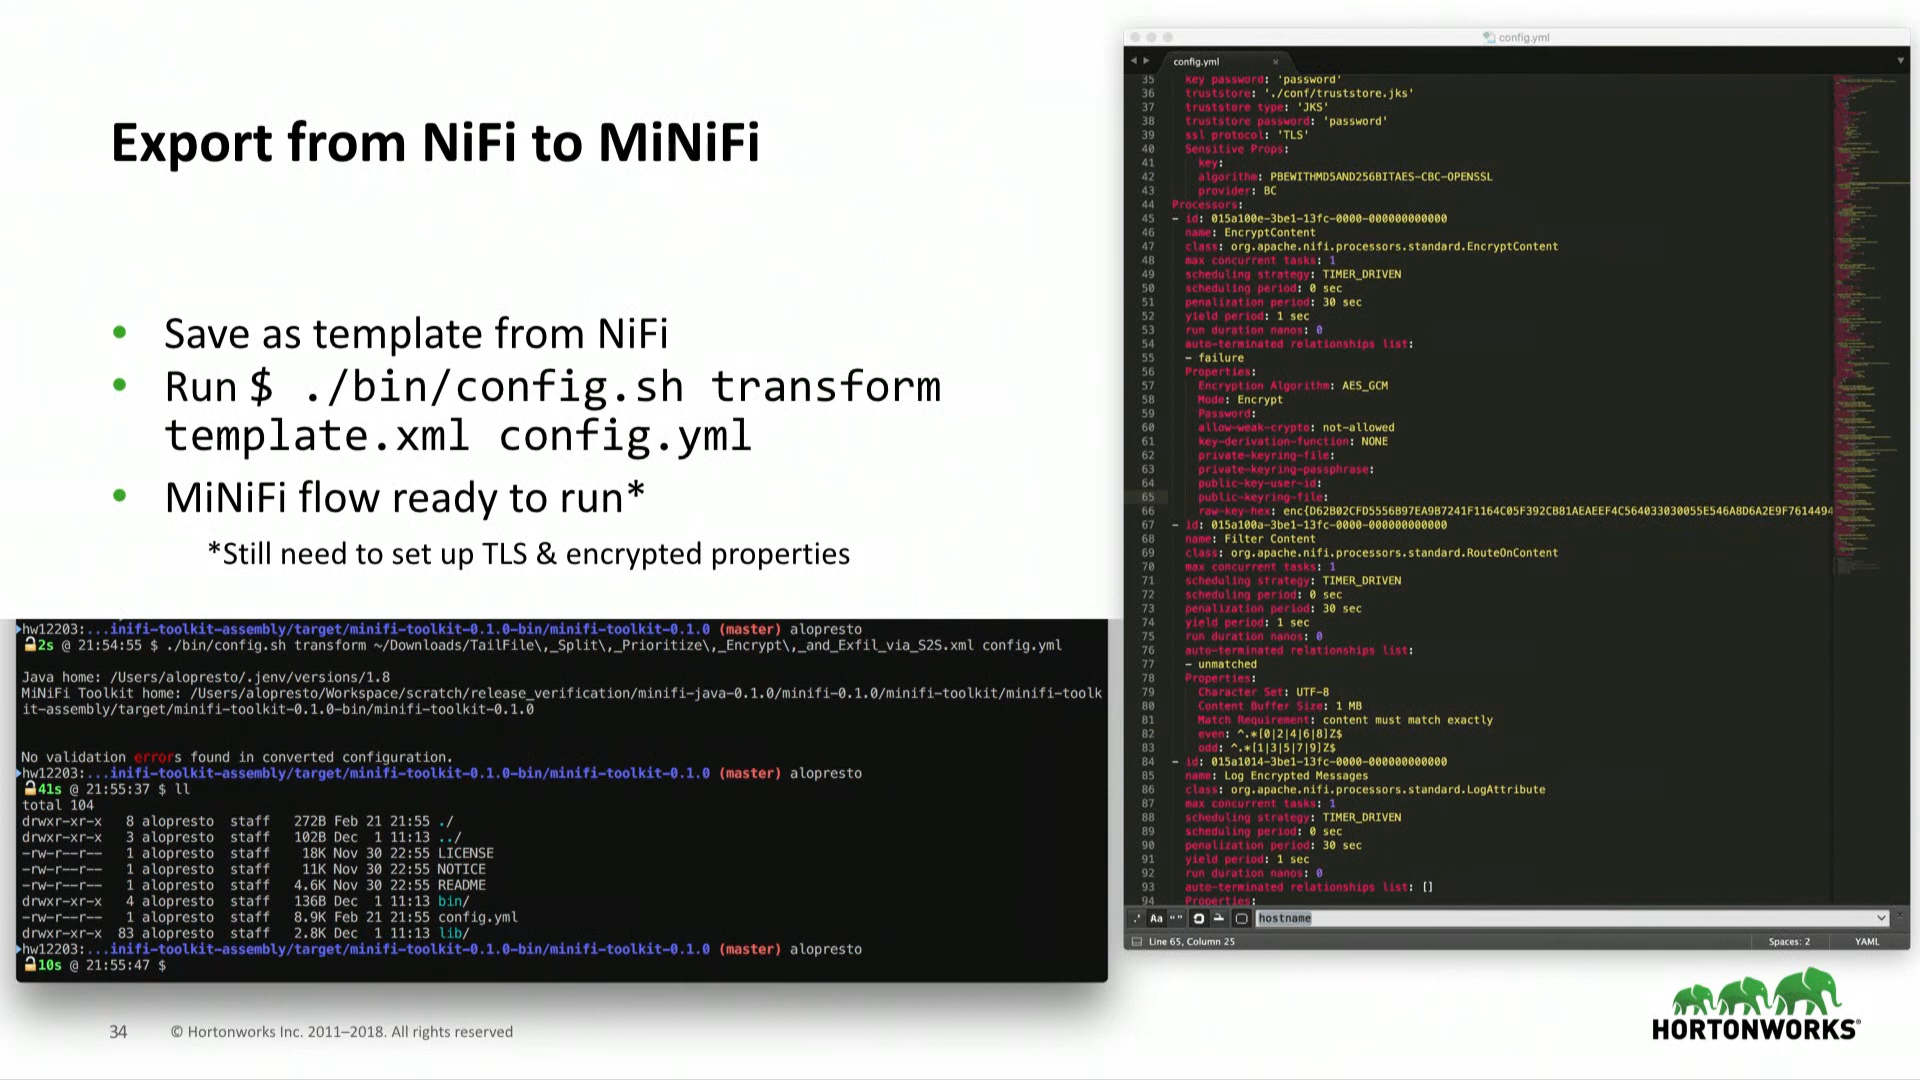 Export from NiFi to MiNiFi
• Save as template from NiFi
• Run $ ./bin/config.sh transform
template.xml config.yml
• MiNiFi flow ready to run*
*Still need to set up TLS & encrypted properties
hw12203:...inifi-toolkit-assembly/target/minifi-toolkit-0.1.0-bin/minifi-toolkit-0.1.0 (master) alopresto
2s @ 21:54:55 $ ./bin/config.sh transform ~/Downloads/TailFile\,_Split\,_Prioritize\,_Encrypt\,_and_Exfil_via_S2S.xml config.yml
Java home: /Users/alopresto/.jenv/versions/1.8
MiNiFi Toolkit home: /Users/alopresto/Workspace/scratch/release_verification/minifi-java-0.1.0/minifi-0.1.0/minifi-toolkit/minifi-toolk
it-assembly/target/minifi-toolkit-0.1.0-bin/minifi-toolkit-0.1.0
No validation errors found in converted configuration.
hw12203:...inifi-toolkit-assembly/target/minifi-toolkit-0.1.0-bin/minifi-toolkit-0.1.0 (master) alopresto
41s @ 21:55:37 $ ll
total 104
drwxr-xr-x 8 alopresto staff 272B Feb 21 21:55 ./
drwxr-xr-x 3 alopresto staff 102B Dec 1 11:13 ../
-rw-r--r-- 1 alopresto staff 18K Nov 30 22:55 LICENSE
-rw-r--r-- 1 alopresto staff 11K Nov 30 22:55 NOTICE
-rw-r--r-- 1 alopresto staff 4.6K Nov 30 22:55 README
drwxr-xr-x 4 alopresto staff 136B Dec 1 11:13 bin/
-rw-r--r-- 1 alopresto staff 8.9K Feb 21 21:55 config.yml
drwxr-xr-x 83 alopresto staff 2.8K Dec 1 11:13 lib/
hw12203:...inifi-toolkit-assembly/target/minifi-toolkit-0.1.0-bin/minifi-toolkit-0.1.0 (master) alopresto
10s @ 21:55:47 $
config.yml
config.yml
35 key password: 'password'
36 truststore: './conf/truststore.jks'
37 truststore type: 'JKS'
38 truststore password: 'password'
39 ssl protocol: 'TLS'
40 Sensitive Props:
41 key:
42 algorithm: PBEWITHMD5AND256BITAES-CBC-OPENSSL
43 provider: BC
44 Processors:
45 - id: 015a100e-3be1-13fc-0000-000000000000
46 name: EncryptContent
47 class: org.apache.nifi.processors.standard.EncryptContent
48 max concurrent tasks: 1
49 scheduling strategy: TIMER_DRIVEN
50 scheduling period: 0 sec
51 penalization period: 30 sec
52 yield period: 1 sec
53 run duration nanos: 0
54 auto-terminated relationships list:
55 - failure
56 Properties:
57 Encryption Algorithm: AES_GCM
58 Mode: Encrypt
59 Password:
60 allow-weak-crypto: not-allowed
61 key-derivation-function: NONE
62 private-keyring-file:
63 private-keyring-passphrase:
64 public-key-user-id:
65 public-keyring-file:
66 raw-key-hex: enc{D62B02CFD5556B97EA9B7241F1164C05F392CB81AEAEEF4C564033030055E546A8D6A2E9F7614494
67 - id: 015a100a-3be1-13fc-0000-000000000000
68 name: Filter Content
69 class: org.apache.nifi.processors.standard.RouteOnContent
70 max concurrent tasks: 1
71 scheduling strategy: TIMER_DRIVEN
72 scheduling period: 0 sec
73 penalization period: 30 sec
74 yield period: 1 sec
75 run duration nanos: 0
76 auto-terminated relationships list:
77 - unmatched
78 Properties:
79 Character Set: UTF-8
80 Content Buffer Size: 1 MB
81 Match Requirement: content must match exactly
82 even: ^.*[0|2|4|6|8]Z$
83 odd: ^.*[1|3|5|7|9]Z$
84 - id: 015a1014-3be1-13fc-0000-000000000000
85 name: Log Encrypted Messages
86 class: org.apache.nifi.processors.standard.LogAttribute
87 max concurrent tasks: 1
88 scheduling strategy: TIMER_DRIVEN
89 scheduling period: 0 sec
90 penalization period: 30 sec
91 yield period: 1 sec
92 run duration nanos: 0
93 auto-terminated relationships list: []
94 Properties:
.* Aa “” hostname
Line 65, Column 25 Spaces: 2 YAML
34 © Hortonworks Inc. 2011–2018. All rights reserved
HORTONWORKS®